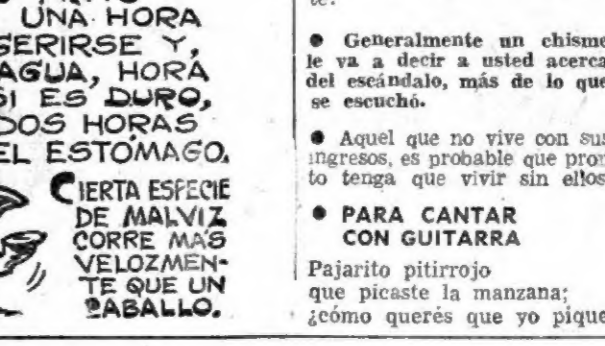 UNA HORA
SERIRSE Y,
AGUA, HORA
SI ES DURO,
DOS HORAS
EL ESTÓMAGO.
CIERTA ESPECIE
DE MALVIZ
CORRE MÁS
VELOZMEN-
TE QUE UN
CABALLO.
te.
● Generalmente un chisme
le va a decir a usted acerca
del escándalo, más de lo que
se escuchó.
● Aquel que no vive con sus
ingresos, es probable que pron
to tenga que vivir sin ellos
● PARA CANTAR
CON GUITARRA
Pajarito pitirrojo
que picaste la manzana;
¿cómo querés que yo pique